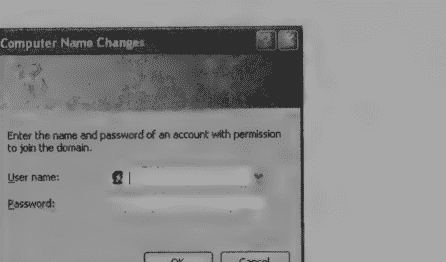 Computer Name Changes
Enter the name and password of an account with permission
to join the domain.
User name:
Password:
OK
Cancel